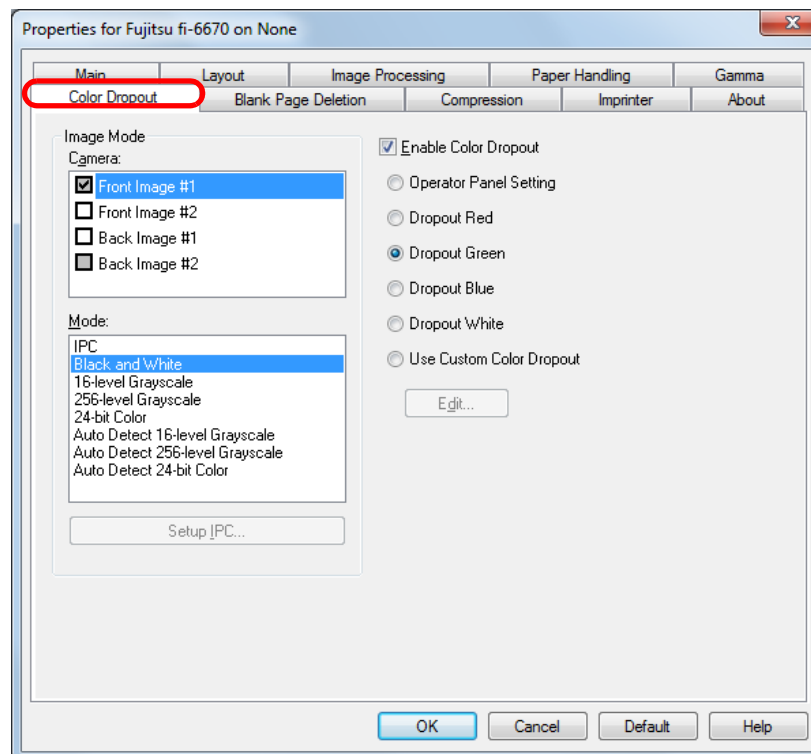 Properties for Fujitsu fi-6670 on None
Main Layout Image Processing Paper Handling Gamma
Color Dropout Blank Page Deletion Compression Imprinter About
Image Mode
Camera:
Front Image #1
Front Image #2
Back Image #1
Back Image #2
Mode:
IPC
Black and White
16-level Grayscale
256-level Grayscale
24-bit Color
Auto Detect 16-level Grayscale
Auto Detect 256-level Grayscale
Auto Detect 24-bit Color
Setup IPC...
Enable Color Dropout
Operator Panel Setting
Dropout Red
Dropout Green
Dropout Blue
Dropout White
Use Custom Color Dropout
Edit...
OK Cancel Default Help